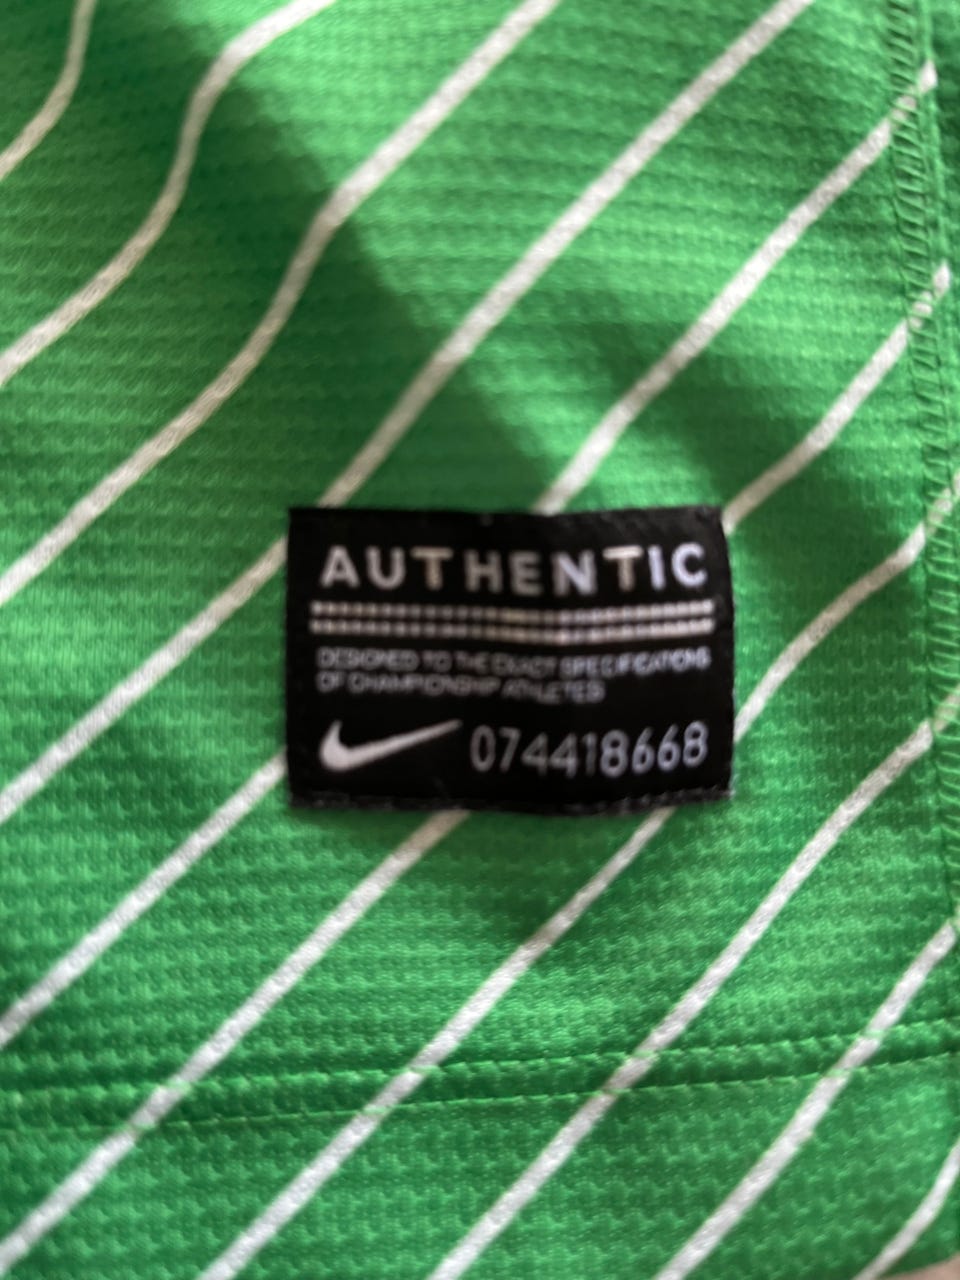 AUTHENTIC
DESIGNED TO THE EXACT SPECIFICATIONS
OF CHAMPIONSHIP ATHLETES
074418668